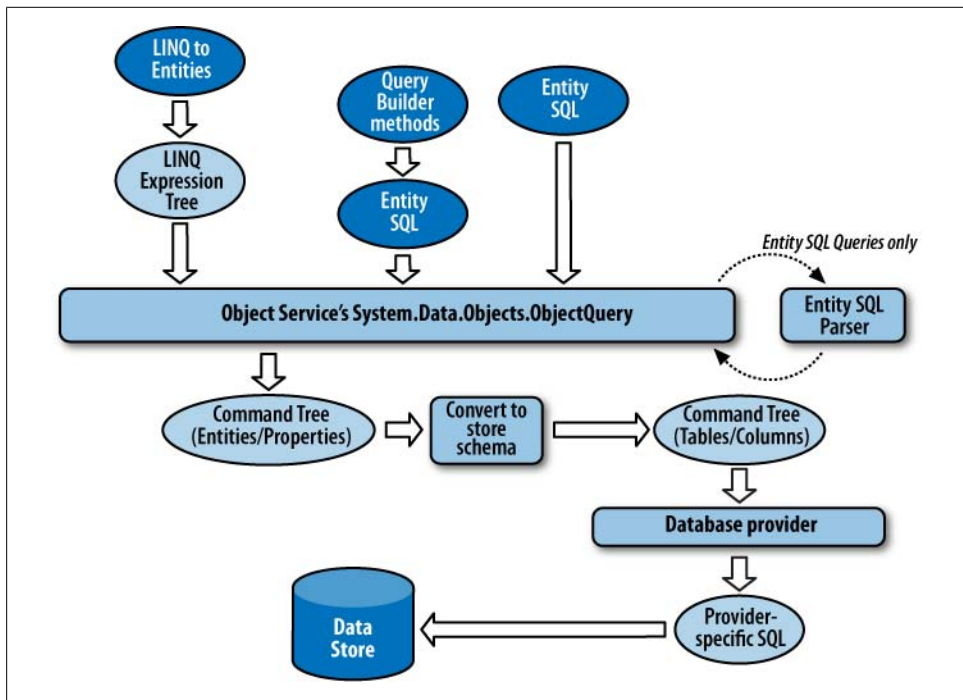 LINQ to
Entities
Query
Builder
methods
Entity
SQL
LINQ
Expression
Tree
Entity
SQL
Entity SQL Queries only
Object Service's System.Data.Objects.ObjectQuery
Entity SQL
Parser
Command Tree
(Entities/Properties)
Convert to
store
schema
Command Tree
(Tables/Columns)
Database provider
Data
Store
Provider-
specific SQL